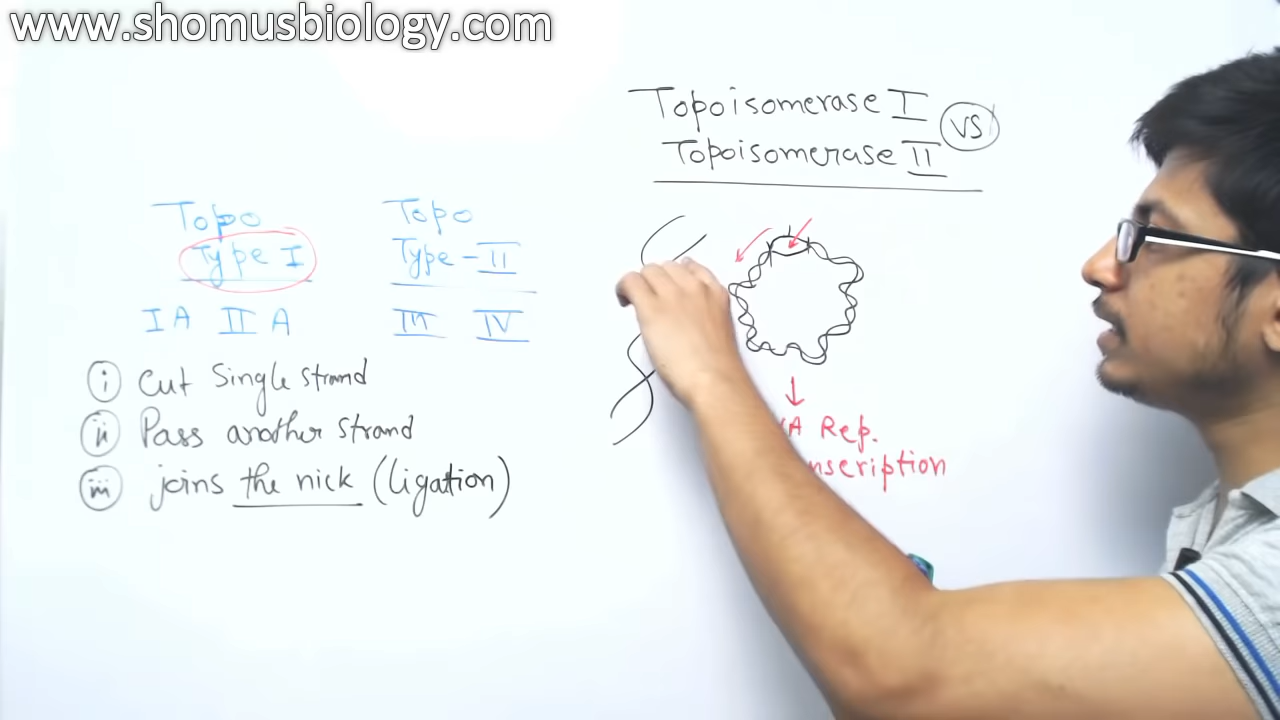 www.shomusbiology.com
Topoisomerase I
VS
Topoisomerase II
Topo
Type I
IA II A
Topo
Type - II
III IV
i Cut Single strand
ii Pass another strand
iii joins the nick (ligation)
Rep.